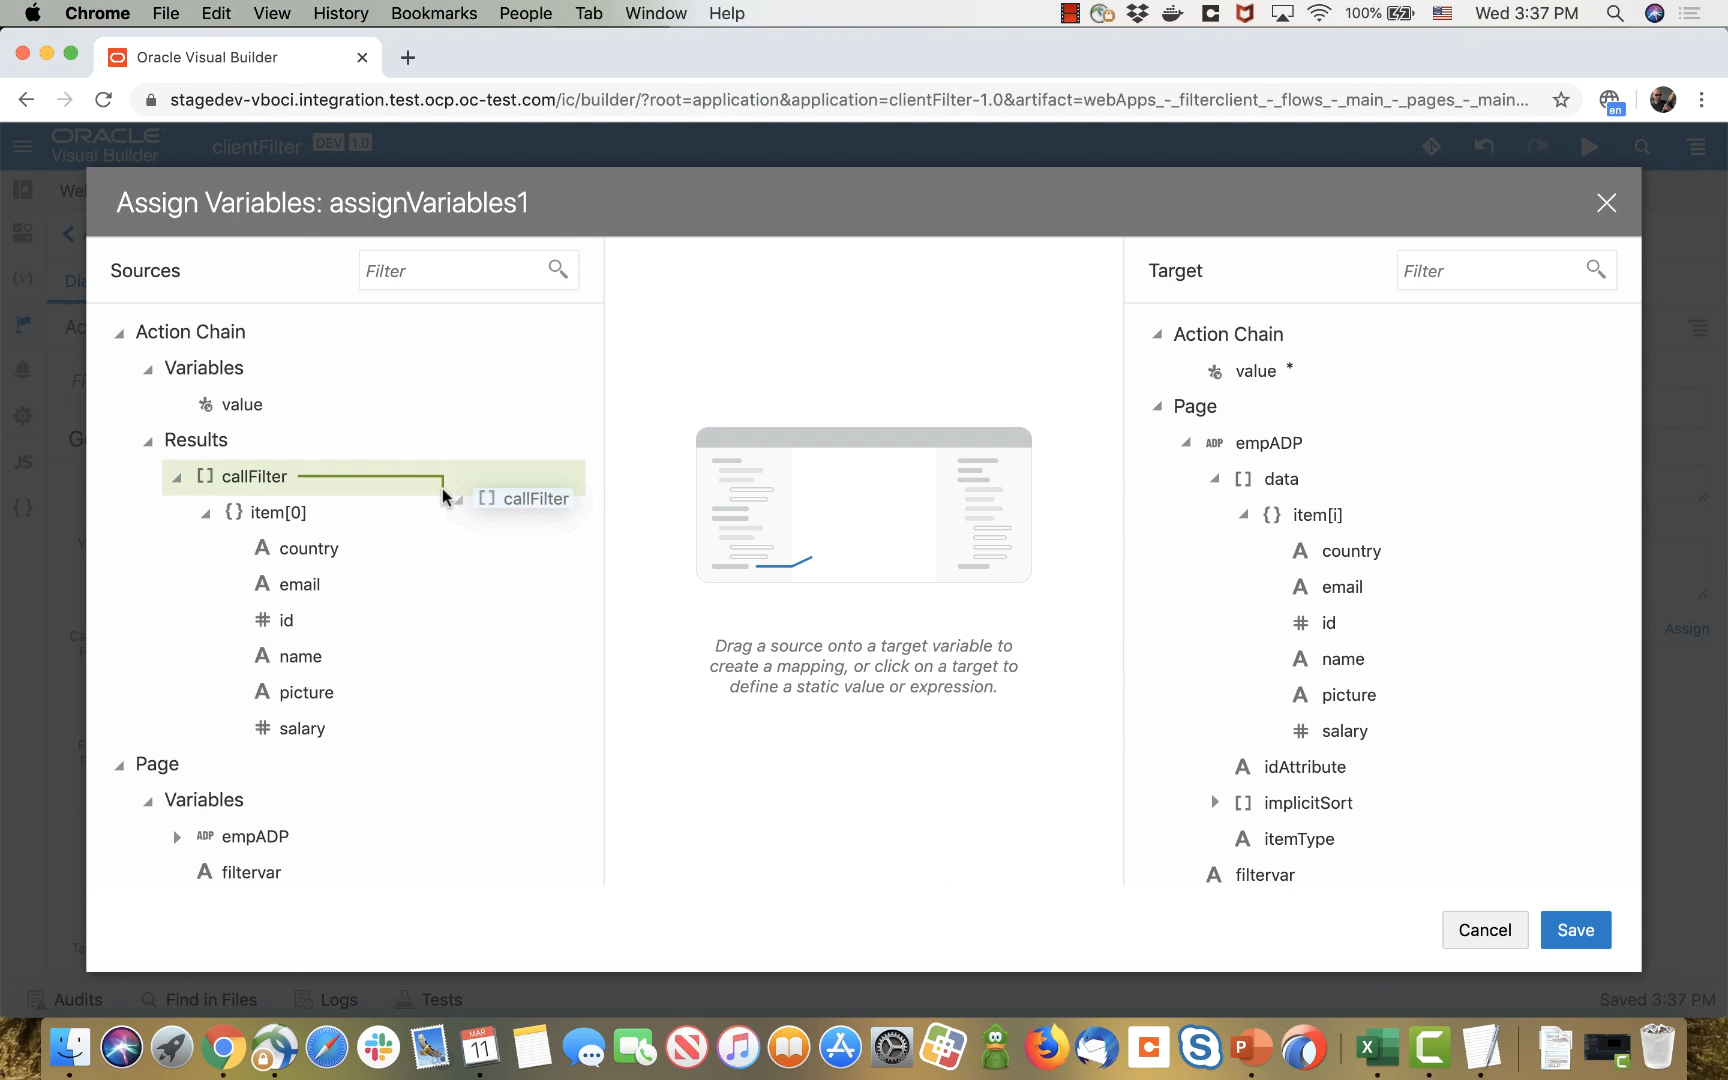 Chrome File Edit View History Bookmarks People Tab Window Help 100% Wed 3:37 PM
Oracle Visual Builder
stagedev-vboci.integration.test.ocp.oc-test.com/ic/builder/?root=application&application=clientFilter-1.0&artifact=webApps_-_filterclient_-_flows_-_main_-_pages_-_main... en
ORACLE
Visual Builder clientFilter DEV 1.0
Assign Variables: assignVariables1
Sources Filter Target Filter
Action Chain
Variables
value
Results
[] callFilter
[] callFilter
{} item[0]
A country
A email
# id
A name
A picture
# salary
Page
Variables
ADP empADP
A filtervar
Drag a source onto a target variable to
create a mapping, or click on a target to
define a static value or expression.
Action Chain
value *
Page
ADP empADP
[] data
{} item[i]
A country
A email
# id
A name
A picture
# salary
A idAttribute
[] implicitSort
A itemType
A filtervar
Assign
JS
Cancel Save
Audits Find in Files Logs Tests Saved 3:37 PM
MAR
11